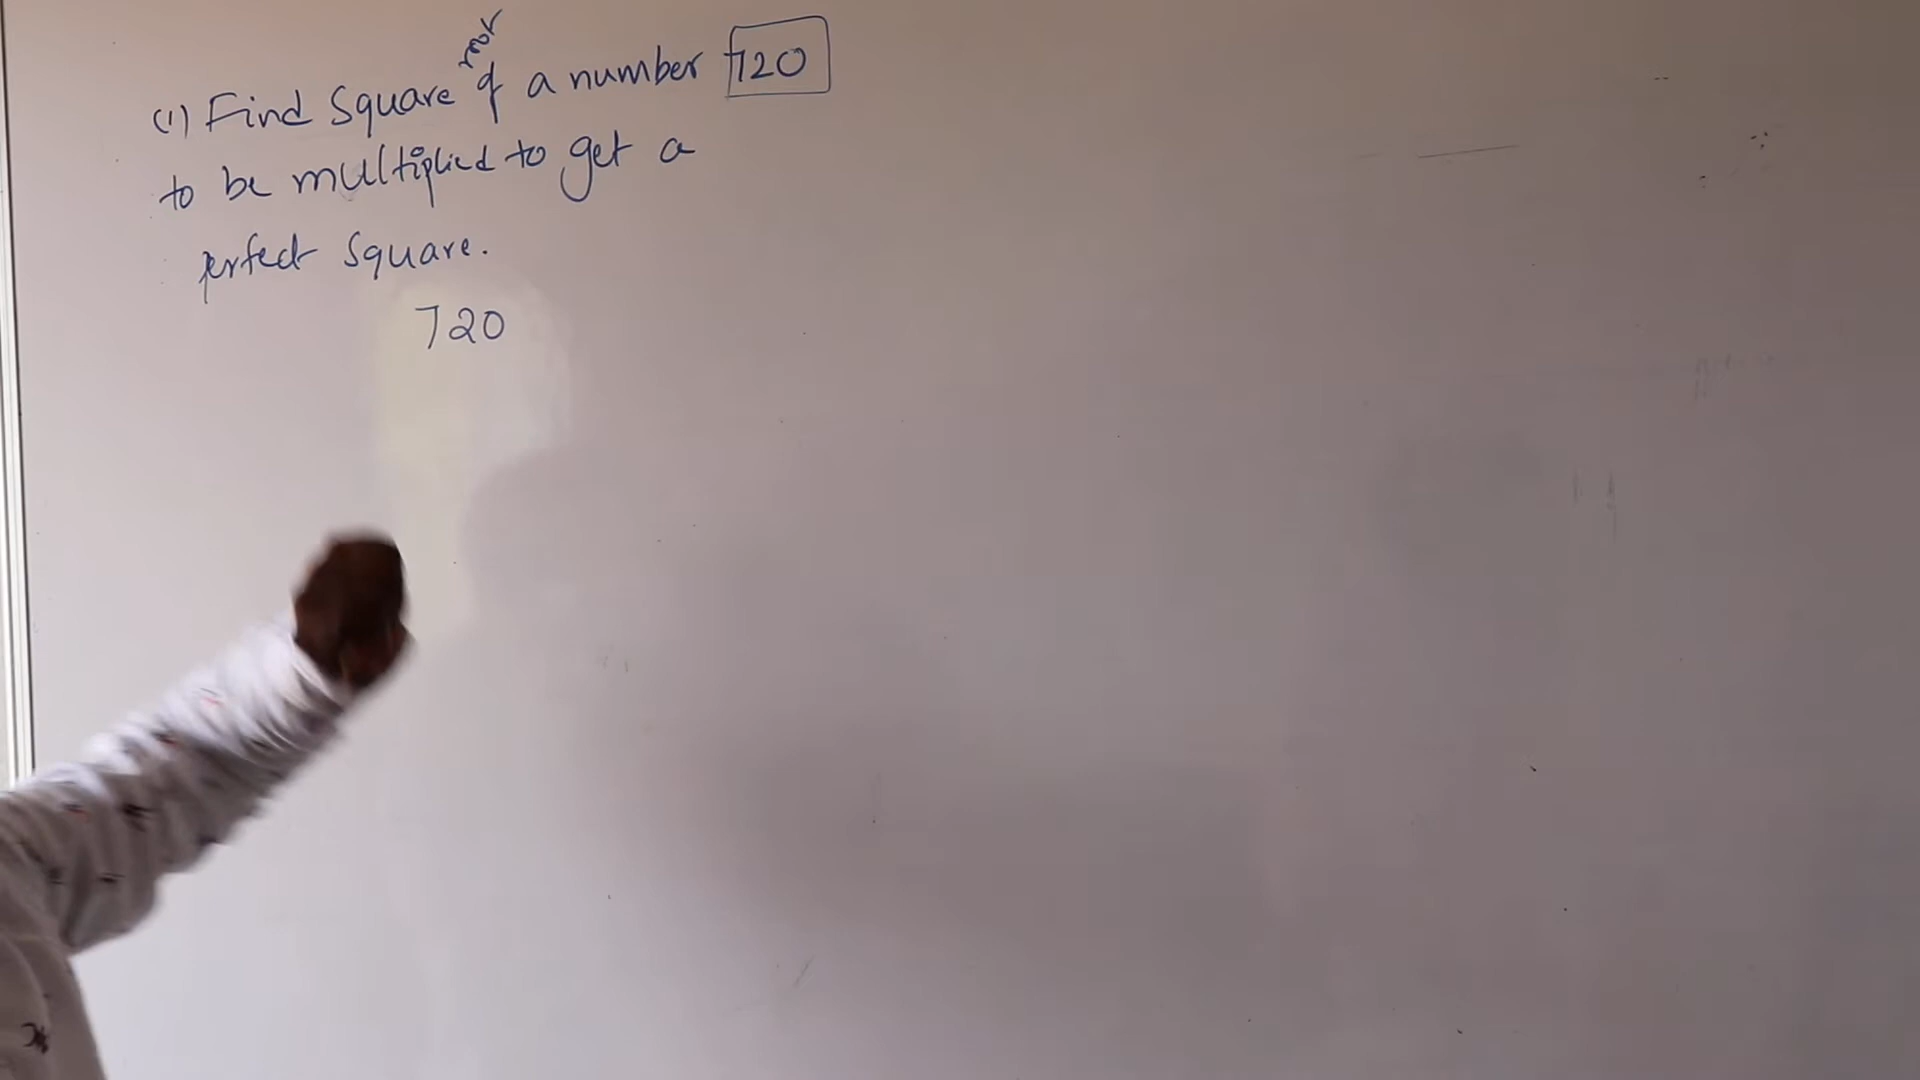 (1) Find Square root of a number 720
to be multiplied to get a
perfect square.
720